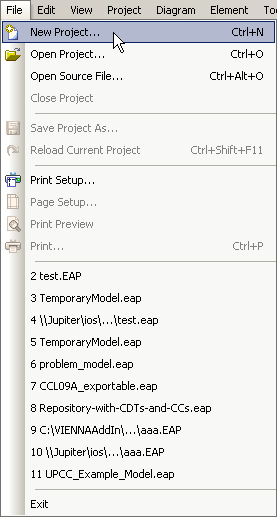 File Edit View Project Diagram Element Too
New Project... Ctrl+N
Open Project... Ctrl+O
Open Source File... Ctrl+Alt+O
Close Project
Save Project As...
Reload Current Project Ctrl+Shift+F11
Print Setup...
Page Setup...
Print Preview
Print... Ctrl+P
2 test.EAP
3 TemporaryModel.eap
4 \\Jupiter\ios\...\test.eap
5 TemporaryModel.eap
6 problem_model.eap
7 CCL09A_exportable.eap
8 Repository-with-CDTs-and-CCs.eap
9 C:\VIENNAAddIn\...\aaa.EAP
10 \\Jupiter\ios\...\aaa.eap
11 UPCC_Example_Model.eap
Exit